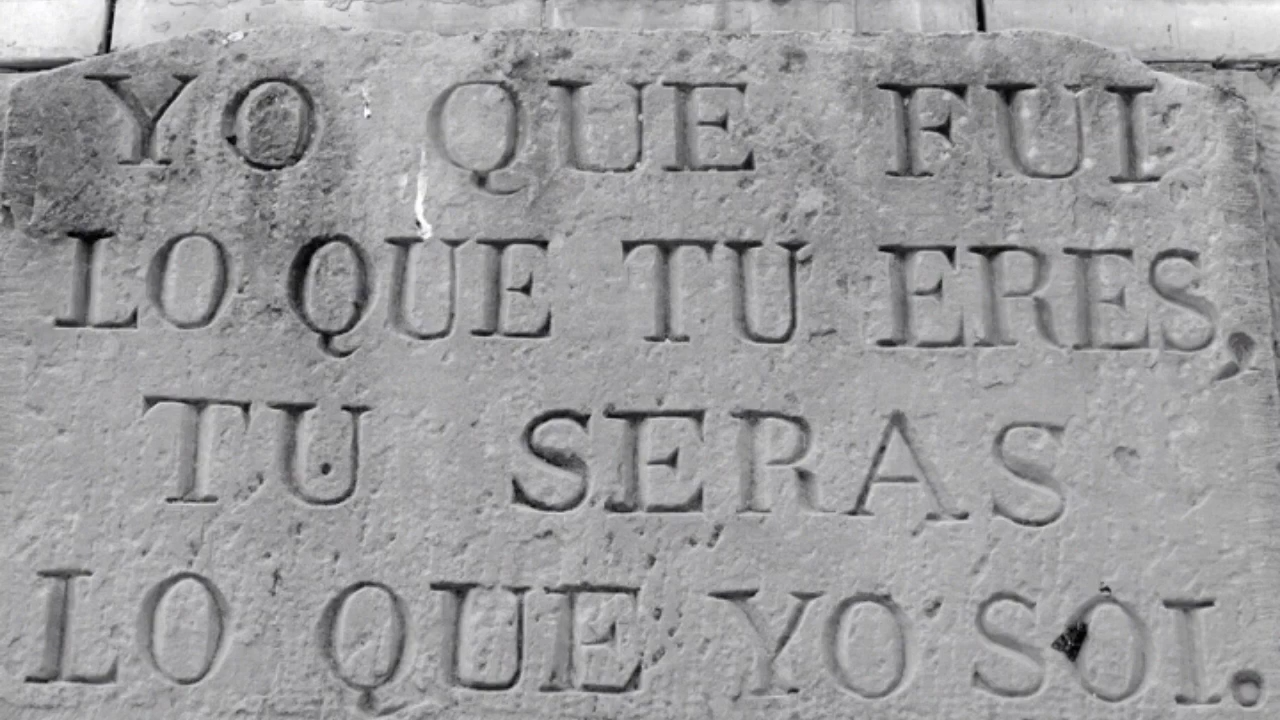 YO QUE FUI
LO QUE TU ERES,
TU SERAS
LO QUE YO SOI.